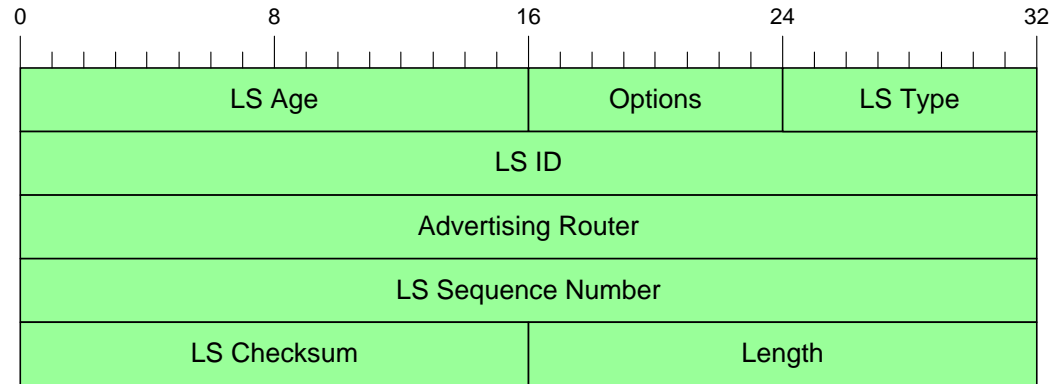 0 8 16 24 32
LS Age Options LS Type
LS ID
Advertising Router
LS Sequence Number
LS Checksum Length